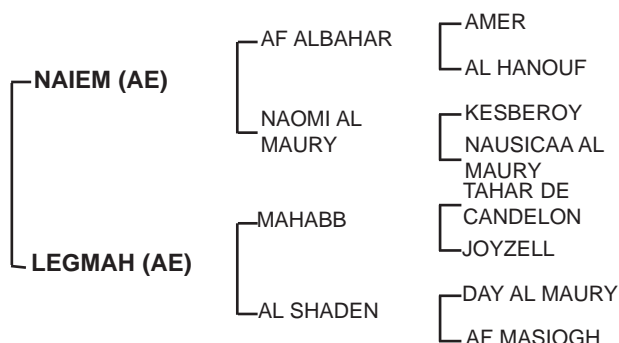 NAIEM (AE)
LEGMAH (AE)
AF ALBAHAR
NAOMI AL
MAURY
MAHABB
AL SHADEN
AMER
AL HANOUF
KESBEROY
NAUSICAA AL
MAURY
TAHAR DE
CANDELON
JOYZELL
DAY AL MAURY
AF MASIOGH